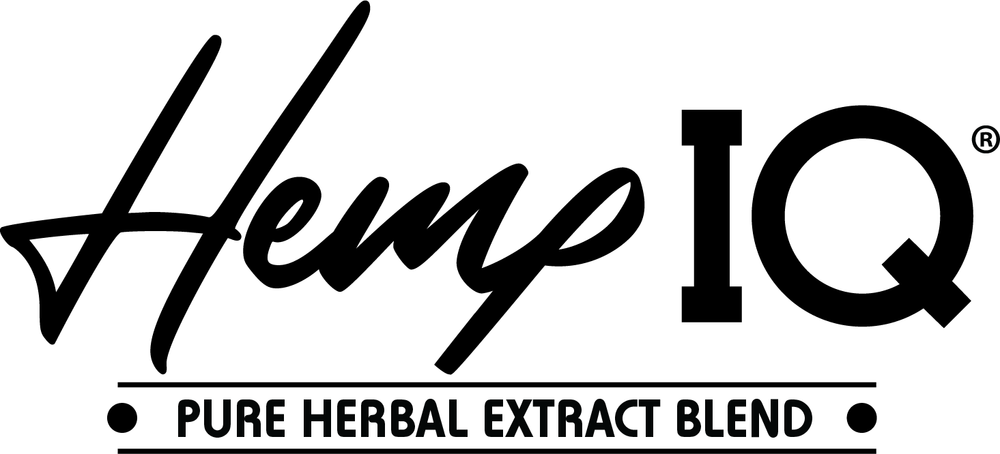 Hemp IQ®
PURE HERBAL EXTRACT BLEND